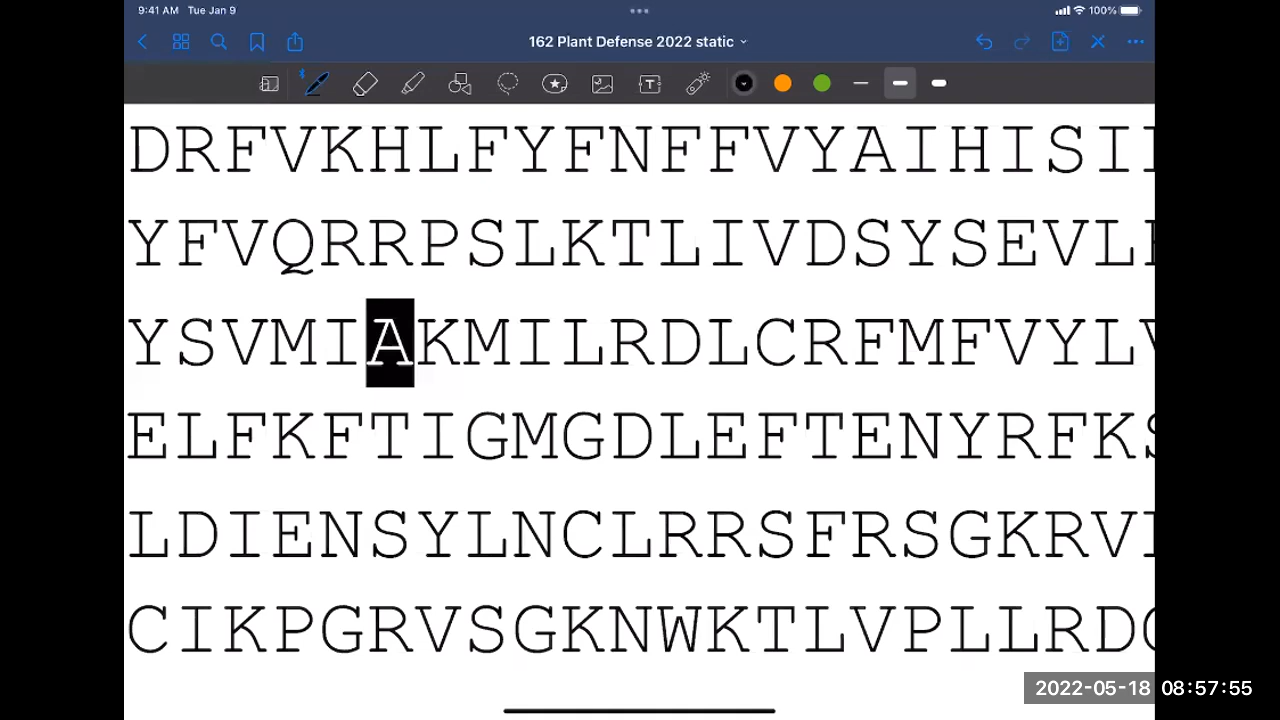 9:41 AM Tue Jan 9
100%
162 Plant Defense 2022 static
T
DRFVKHLFYFNFFVYAIHISI
YFVQRRPSLKTLIVDSYSEVL
YSVMIAKMILRDLCRFMFVYL
ELFKFTIGMGDLEFTENYRFK
LDIENSYLNCLRRSFRSGKRV
CIKPGRVSGKNWKTLVPLLRD
2022-05-18 08:57:55